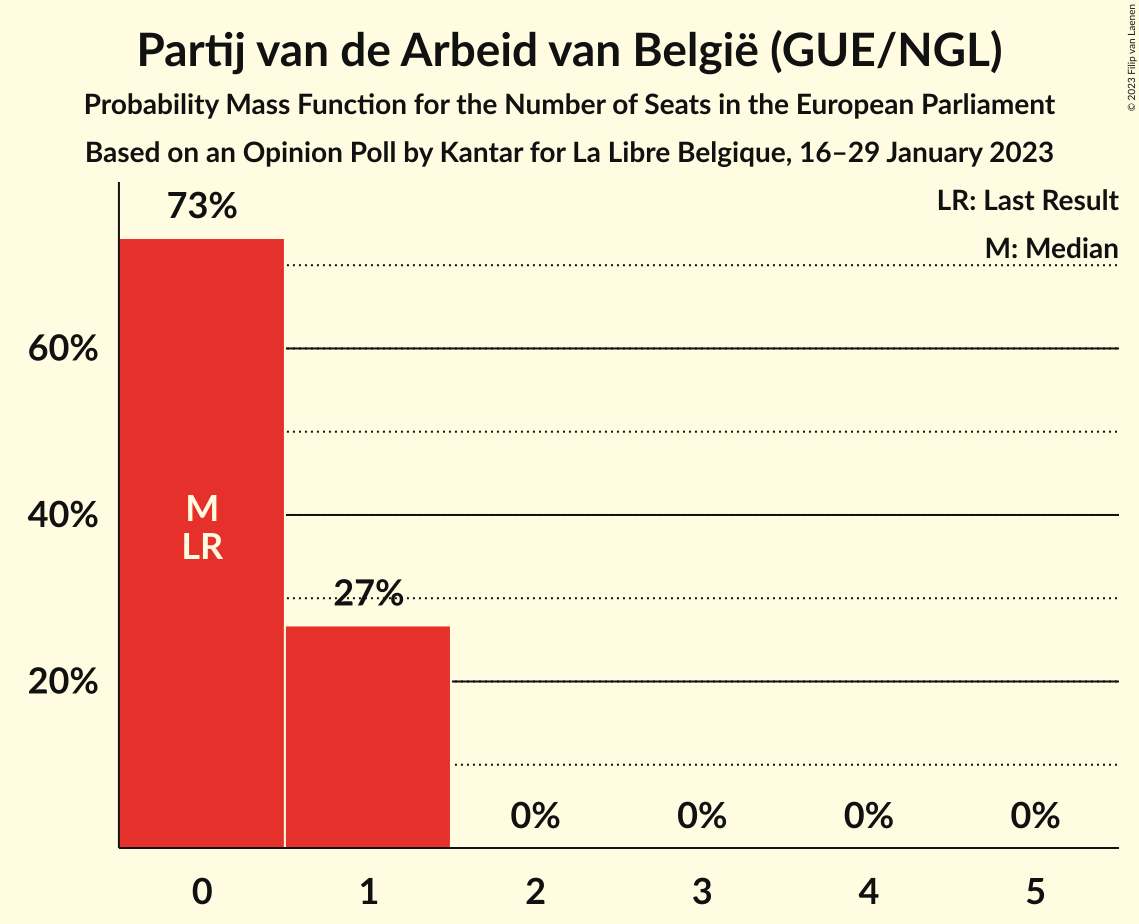 Partij van de Arbeid van België (GUE/NGL)
Probability Mass Function for the Number of Seats in the European Parliament
Based on an Opinion Poll by Kantar for La Libre Belgique, 16–29 January 2023
© 2023 Filip van Laenen
LR: Last Result
M: Median
73%
60%
40%
20%
M
LR
27%
0%
0%
0%
0%
0
1
2
3
4
5